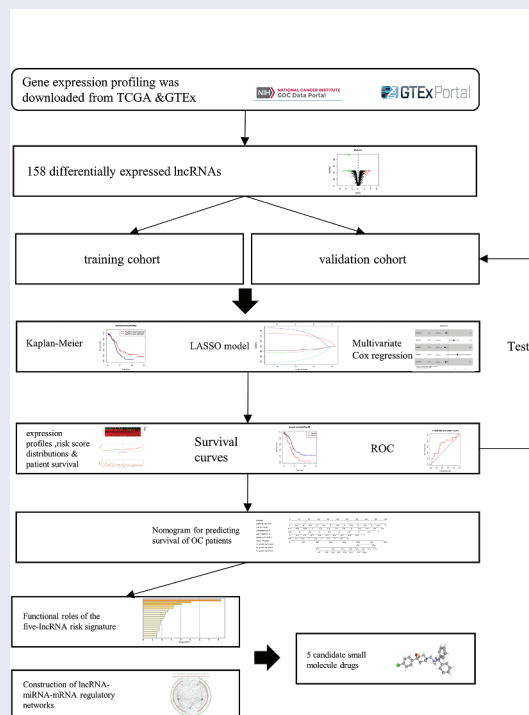 Gene expression profiling was
downloaded from TCGA &GTEx
NIH NATIONAL CANCER INSTITUTE
GDC Data Portal
GTExPortal
158 differentially expressed lncRNAs
training cohort
validation cohort
Kaplan-Meier
LASSO model
Multivariate
Cox regression
Test
expression
profiles ,risk score
distributions &
patient survival
Survival
curves
ROC
Nomogram for predicting
survival of OC patients
Functional roles of the
five-lncRNA risk signature
5 candidate small
molecule drugs
Construction of lncRNA-
miRNA-mRNA regulatory
networks